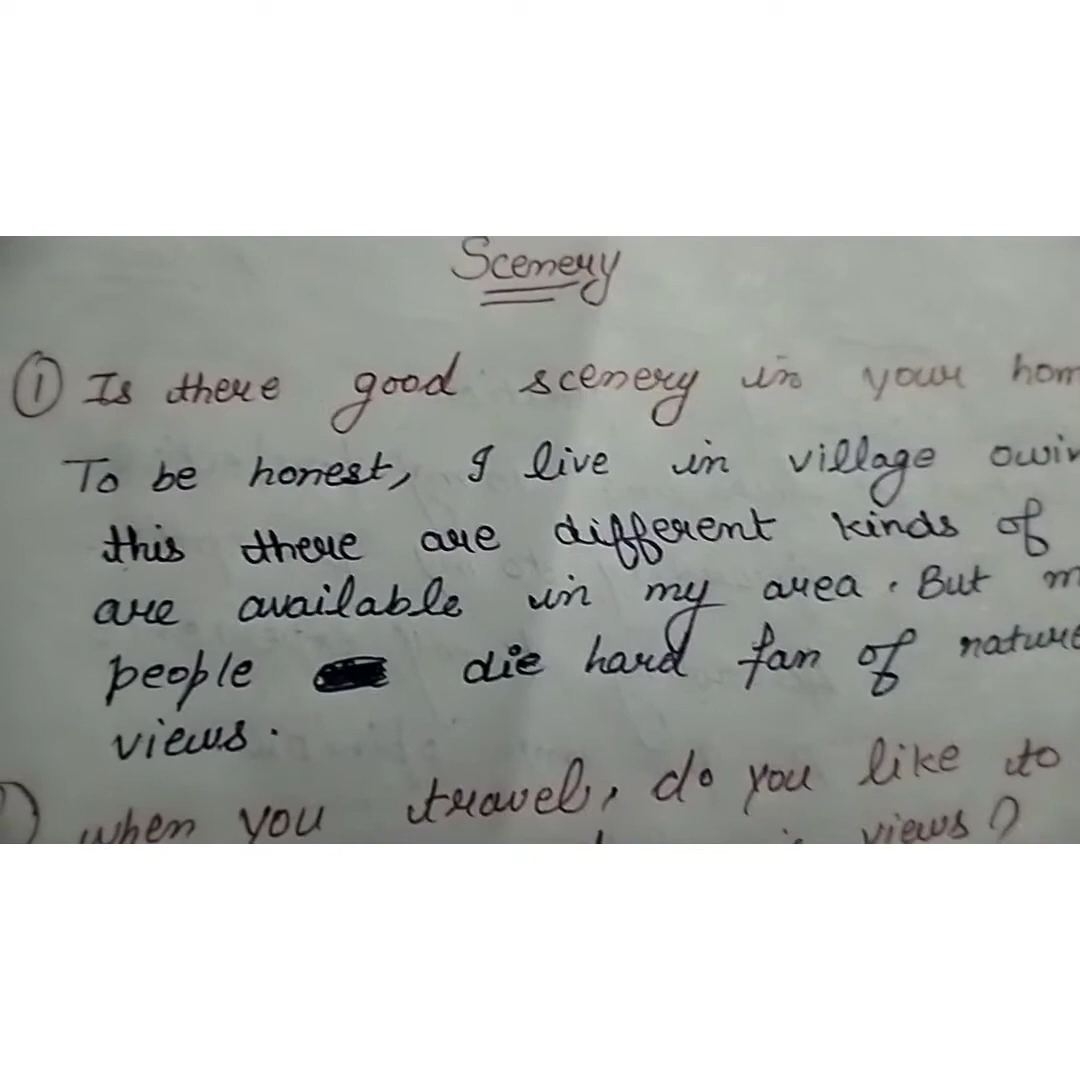 Scenery
① Is there good scenery in your hom
To be honest, I live in village owin
this there are different kinds of
are available in my area. But m
people die hard fan of nature
views.
) when you travel, do you like to
views?